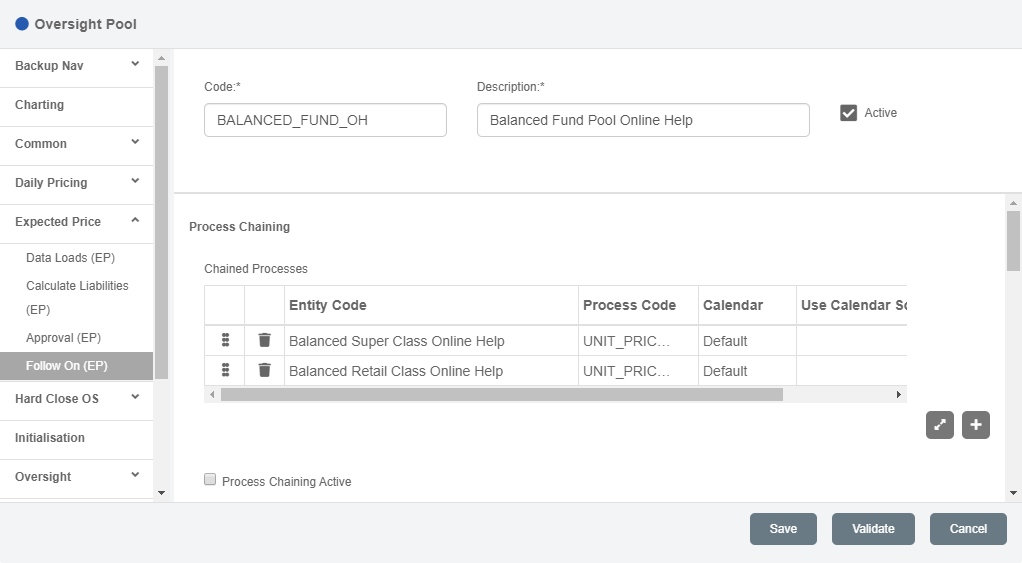 Oversight Pool
Backup Nav
Charting
Common
Daily Pricing
Expected Price
Data Loads (EP)
Calculate Liabilities
(EP)
Approval (EP)
Follow On (EP)
Hard Close OS
Initialisation
Oversight
Code:*
Description:*
BALANCED_FUND_OH
Balanced Fund Pool Online Help
Active
Process Chaining
Chained Processes
Entity Code Process Code Calendar Use Calendar Sc
Balanced Super Class Online Help UNIT_PRIC... Default
Balanced Retail Class Online Help UNIT_PRIC... Default
Process Chaining Active
Save Validate Cancel